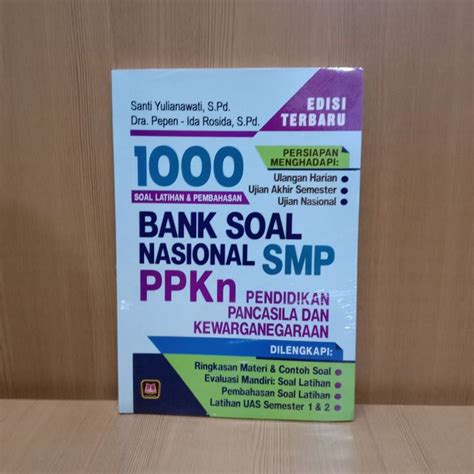 Santi Yulianawati, S.Pd.
Dra. Pepen - Ida Rosida, S.Pd.
EDISI
TERBARU
1000
SOAL LATIHAN & PEMBAHASAN
PERSIAPAN
MENGHADAPI:
Ulangan Harian
Ujian Akhir Semester
Ujian Nasional
BANK SOAL
NASIONAL SMP
PPKn PENDIDIKAN
PANCASILA DAN
KEWARGANEGARAAN
DILENGKAPI:
Ringkasan Materi & Contoh Soal
Evaluasi Mandiri: Soal Latihan
Pembahasan Soal Latihan
Latihan UAS Semester 1 & 2